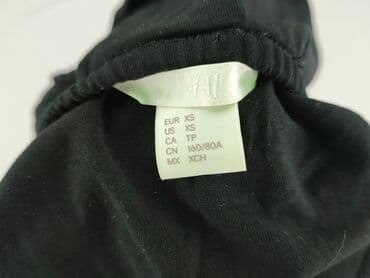 EUR XS
US XS
CA TP
CN 160/80A
MX XCH